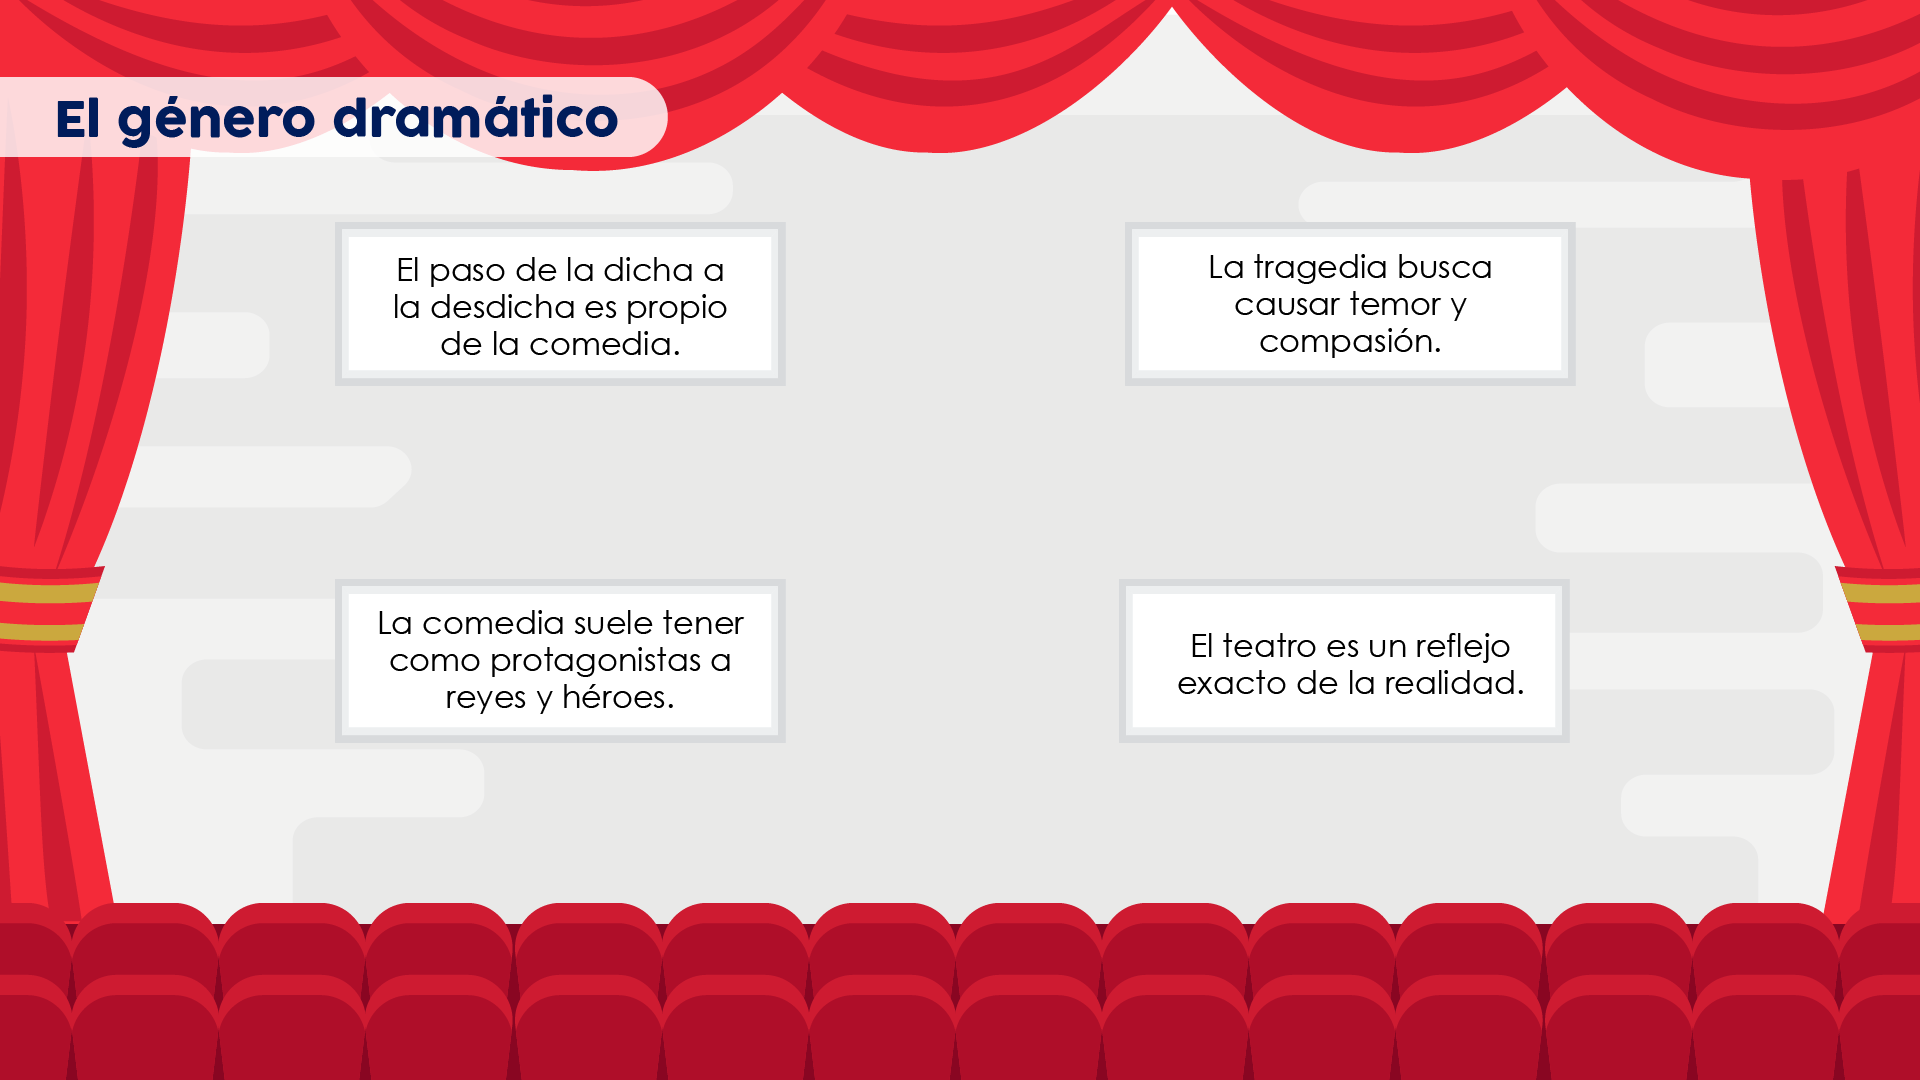 El género dramático
El paso de la dicha a
la desdicha es propio
de la comedia.
La tragedia busca
causar temor y
compasión.
La comedia suele tener
como protagonistas a
reyes y héroes.
El teatro es un reflejo
exacto de la realidad.